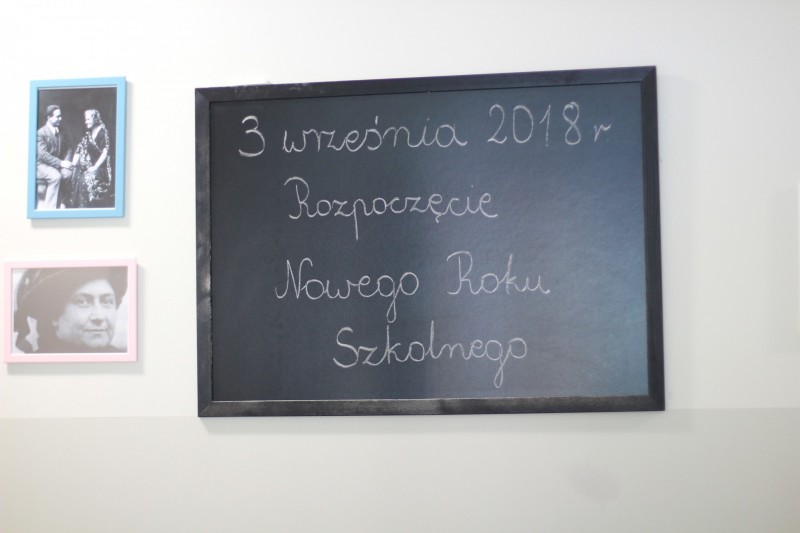 3 września 2018 r
Rozpoczęcie
Nowego Roku
Szkolnego